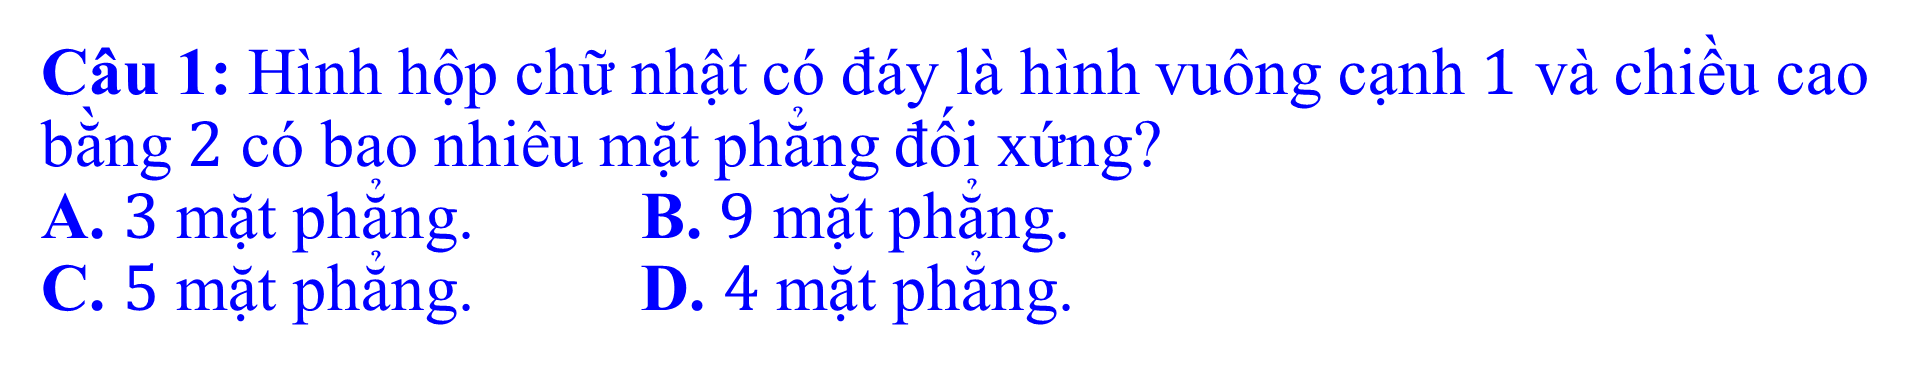 Câu 1: Hình hộp chữ nhật có đáy là hình vuông cạnh 1 và chiều cao
bằng 2 có bao nhiêu mặt phẳng đối xứng?
A. 3 mặt phẳng. B. 9 mặt phẳng.
C. 5 mặt phẳng. D. 4 mặt phẳng.